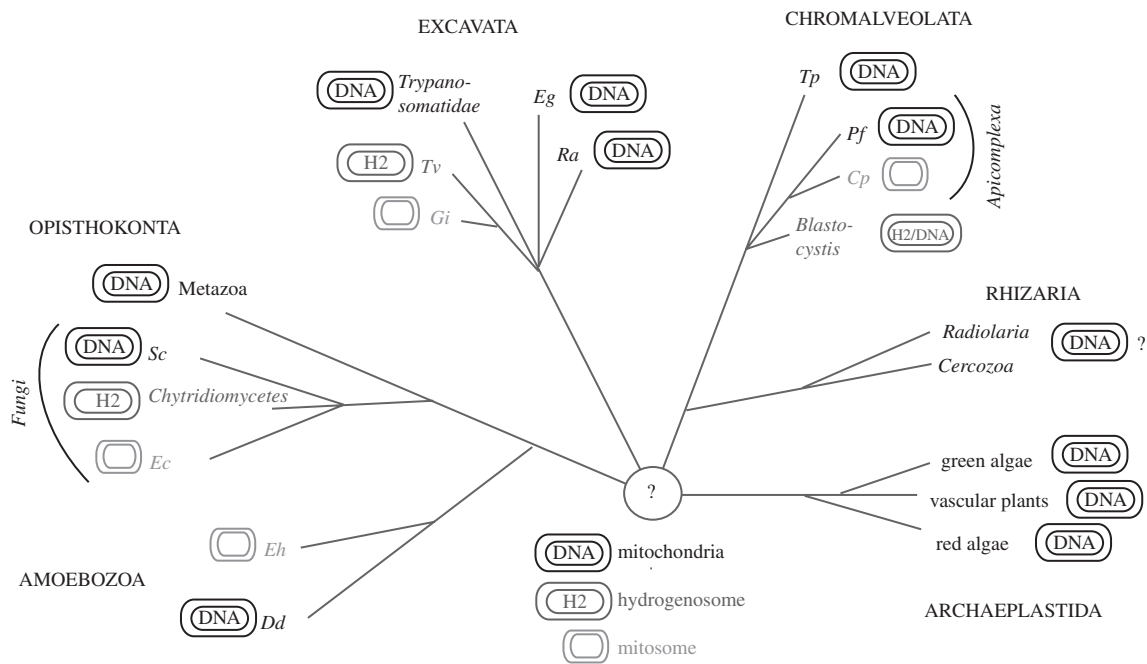 EXCAVATA
CHROMALVEOLATA
DNA Trypano-
somatidae
Eg DNA
Tp DNA
H2 Tv
Ra DNA
Pf DNA
Gi
Cp
Apicomplexa
Blasto-
cystis H2/DNA
OPISTHOKONTA
DNA Metazoa
DNA Sc
H2 Chytridiomycetes
Ec
Fungi
RHIZARIA
Radiolaria DNA ?
Cercozoa
green algae DNA
vascular plants DNA
red algae DNA
?
Eh
AMOEBOZOA
DNA Dd
DNA mitochondria
H2 hydrogenosome
mitosome
ARCHAEPLASTIDA